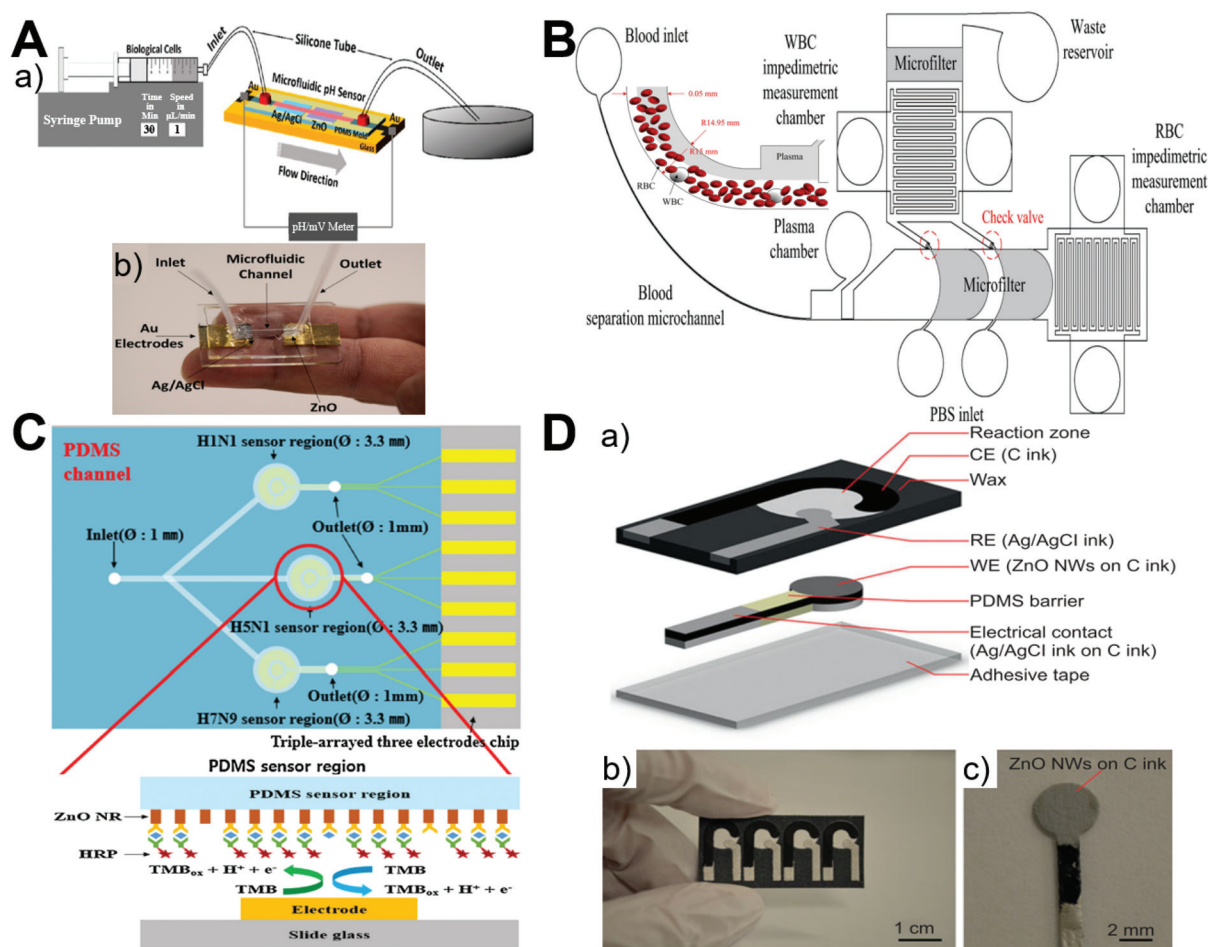 A
a)
Inlet
Silicone Tube
Outlet
Biological Cells
Time
in
Min
30
Speed
in
μL/min
1
Syringe Pump
Microfluidic pH Sensor
Au
Ag/AgCl
ZnO
PDMS Mold
Au
Glass
Flow Direction
pH/mV Meter
b)
Inlet
Microfluidic
Channel
Outlet
Au
Electrodes
Ag/AgCl
ZnO
B
Blood inlet
0.05 mm
R14.95 mm
R15 mm
Plasma
RBC
WBC
WBC
impedimetric
measurement
chamber
Microfilter
Waste
reservoir
RBC
impedimetric
measurement
chamber
Plasma
chamber
Check valve
Blood
separation microchannel
Microfilter
PBS inlet
C
PDMS
channel
H1N1 sensor region(Ø : 3.3 mm)
Inlet(Ø : 1 mm)
Outlet(Ø : 1mm)
H5N1 sensor region(Ø : 3.3 mm)
Outlet(Ø : 1mm)
H7N9 sensor region(Ø : 3.3 mm)
Triple-arrayed three electrodes chip
PDMS sensor region
PDMS sensor region
ZnO NR
HRP
TMBox + H+ + e-
TMB
TMB
TMBox + H+ + e-
Electrode
Slide glass
D
a)
Reaction zone
CE (C ink)
Wax
RE (Ag/AgCl ink)
WE (ZnO NWs on C ink)
PDMS barrier
Electrical contact
(Ag/AgCl ink on C ink)
Adhesive tape
b)
1 cm
c)
ZnO NWs on C ink
2 mm